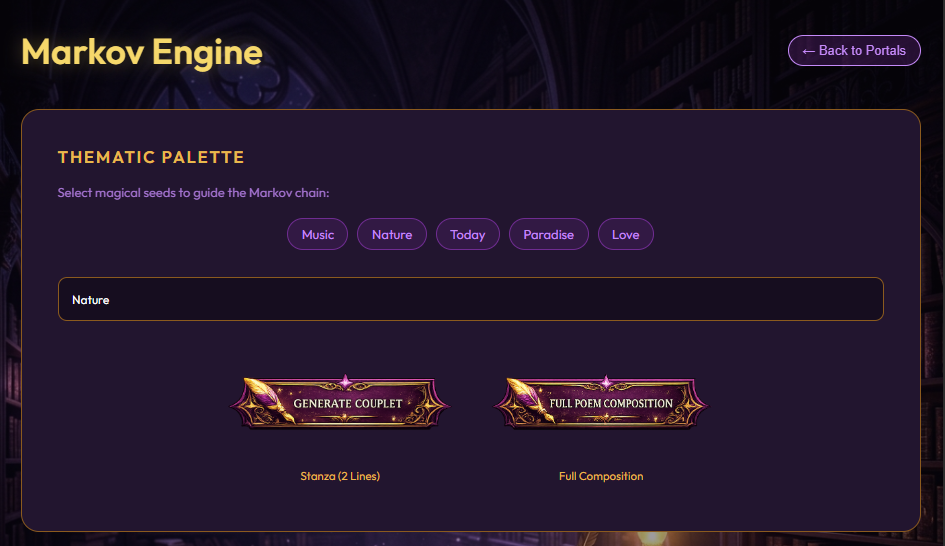 Markov Engine
← Back to Portals
THEMATIC PALETTE
Select magical seeds to guide the Markov chain:
Music Nature Today Paradise Love
Nature
GENERATE COUPLET FULL POEM COMPOSITION
Stanza (2 Lines) Full Composition